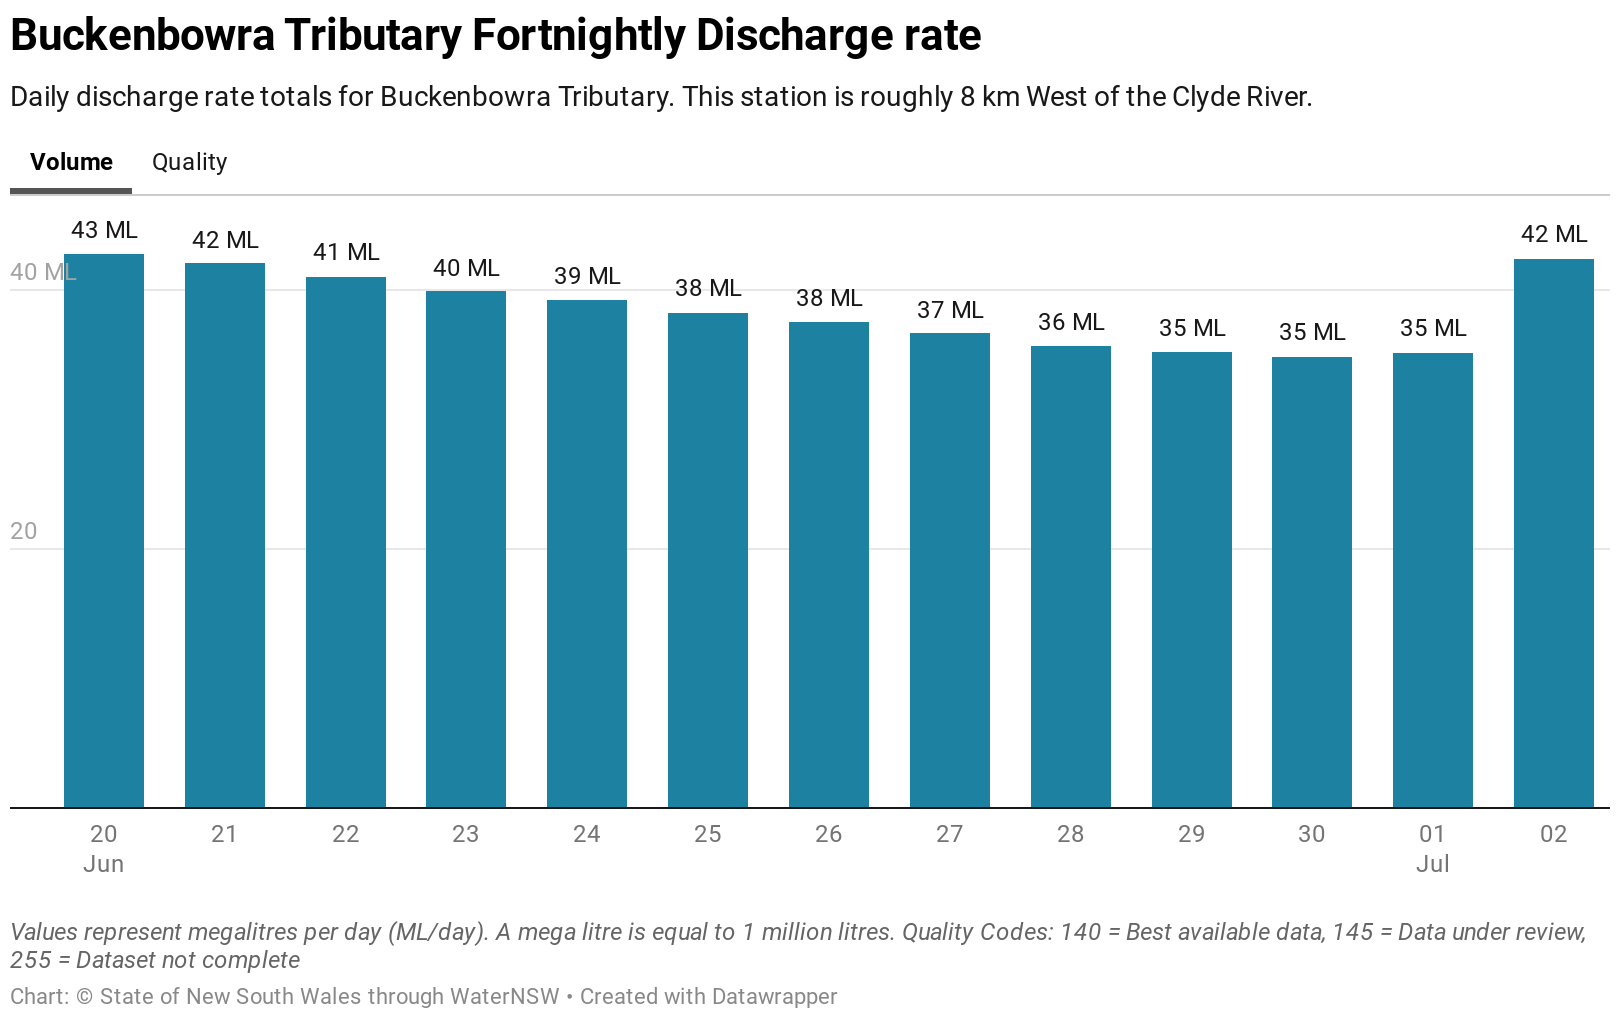 Buckenbowra Tributary Fortnightly Discharge rate
Daily discharge rate totals for Buckenbowra Tributary. This station is roughly 8 km West of the Clyde River.
Volume Quality
43 ML 42 ML 41 ML 40 ML 39 ML 38 ML 38 ML 37 ML 36 ML 35 ML 35 ML 35 ML 42 ML
40 ML
20
20 21 22 23 24 25 26 27 28 29 30 01 02
Jun Jul
Values represent megalitres per day (ML/day). A mega litre is equal to 1 million litres. Quality Codes: 140 = Best available data, 145 = Data under review,
255 = Dataset not complete
Chart: © State of New South Wales through WaterNSW • Created with Datawrapper